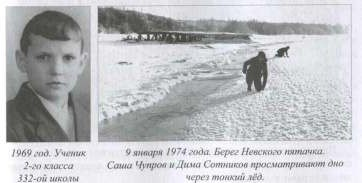 1969 год. Ученик
2-го класса
332-ой школы
9 января 1974 года. Берег Невского пятачка.
Саша Чупров и Дима Сотников просматривают дно
через тонкий лёд.